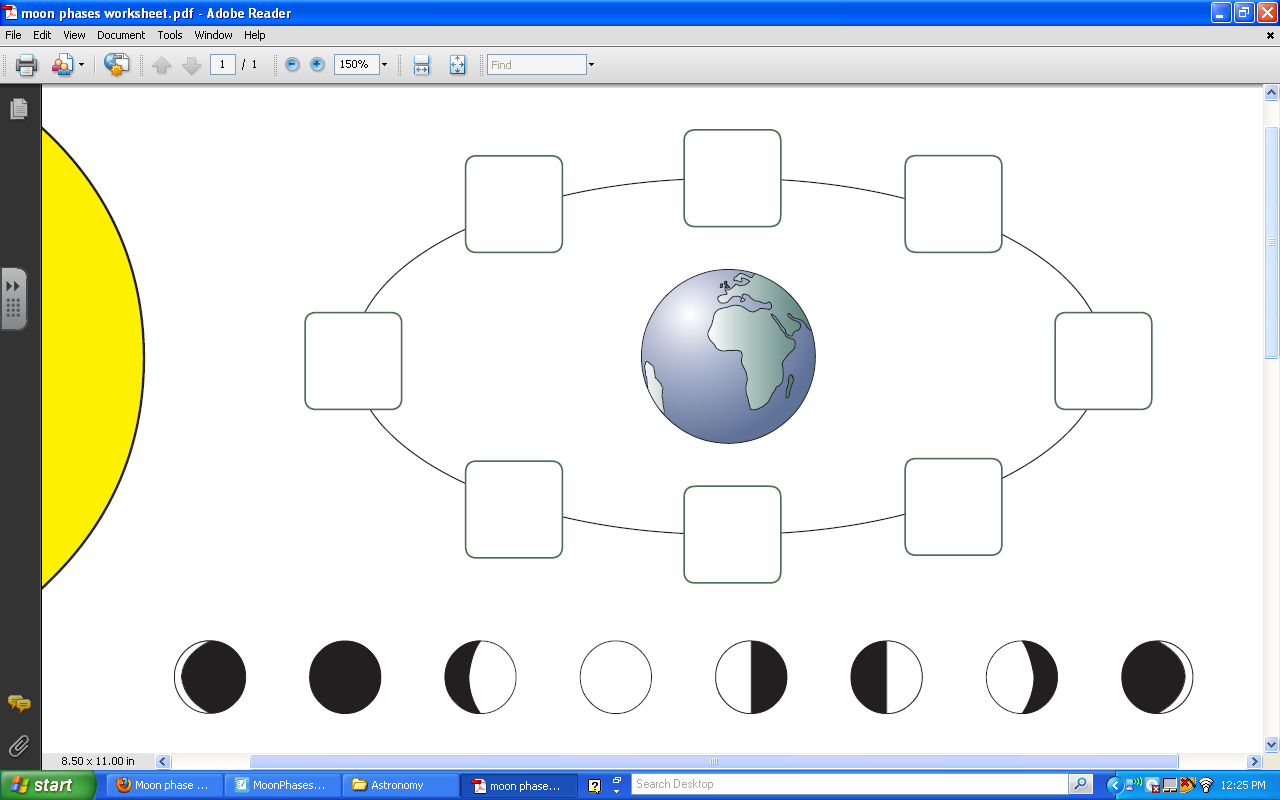 moon phases worksheet.pdf - Adobe Reader
File Edit View Document Tools Window Help
1 / 1 150% Find
8.50 x 11.00 in
start Moon phase ... MoonPhases... Astronomy moon phase... Search Desktop 12:25 PM